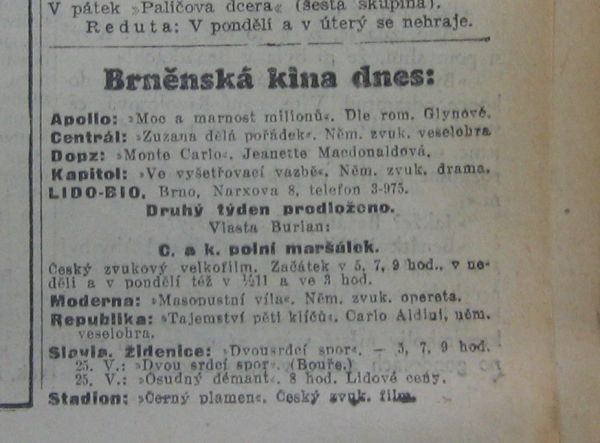 V pátek »Paličova dcera« (šestá skupina).
Reduta: V pondělí a v úterý se nehraje.
Brněnská kina dnes:
Apollo: »Moc a marnost milionů«. Dle rom. Glynové.
Centrál: »Zuzana dělá pořádek«. Něm. zvuk. veselohra
Dopz: »Monte Carlo«. Jeanette Macdonaldová.
Kapitol: »Ve vyšetřovací vazbě«. Něm. zvuk. drama.
LIDO-BIO, Brno, Narxova 8, telefon 3-975.
Druhý týden prodlouženo.
Vlasta Burian:
C. a k. polní maršálek.
Český zvukový velkofilm. Začátek v 5, 7, 9 hod., v ne-
děli a v pondělí též v ½11 a ve 3 hod.
Moderna: »Masopustní víla«. Něm. zvuk. opereta.
Republika: »Tajemství pěti klíčů«. Carlo Aldini, něm.
veselohra.
Slavia, Židenice: »Dvousrdcí spor«. — 5, 7, 9 hod.
25. V.: »Dvou srdcí spor«. (Bouře.)
25. V.: »Osudný démant«. 8 hod. Lidové ceny.
Stadion: »Černý plamen«. Český zvuk. film.